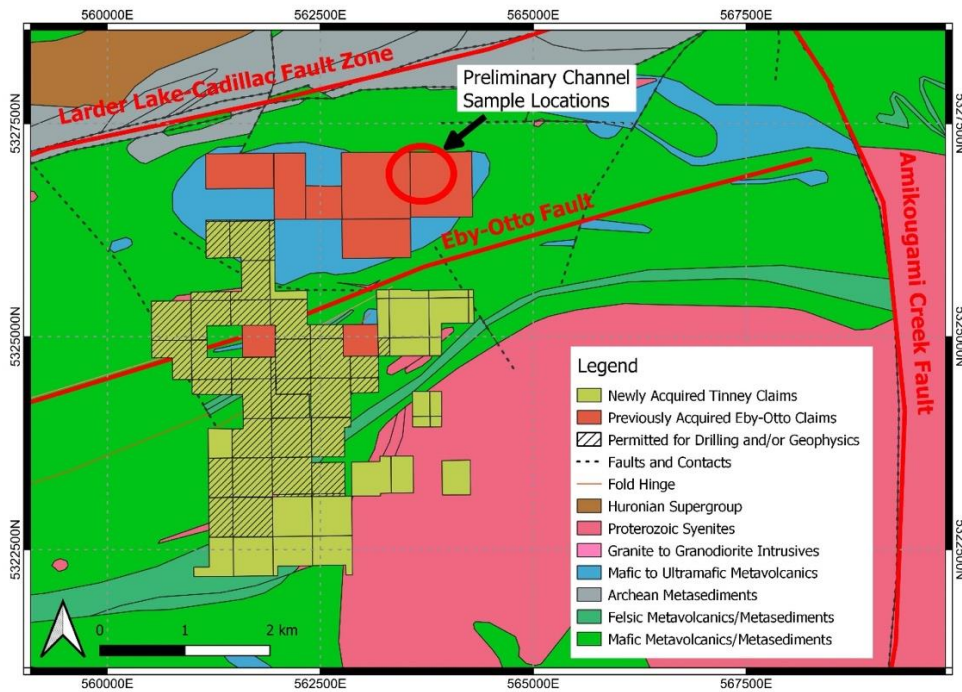 560000E
562500E
565000E
567500E
Larder Lake-Cadillac Fault Zone
Preliminary Channel
Sample Locations
5327500N
5327500N
Eby-Otto Fault
Amikougami Creek Fault
5325000N
5325000N
Legend
Newly Acquired Tinney Claims
Previously Acquired Eby-Otto Claims
Permitted for Drilling and/or Geophysics
Faults and Contacts
Fold Hinge
Huronian Supergroup
Proterozoic Syenites
Granite to Granodiorite Intrusives
Mafic to Ultramafic Metavolcanics
Archean Metasediments
Felsic Metavolcanics/Metasediments
Mafic Metavolcanics/Metasediments
5322500N
5322500N
0 1 2 km
560000E
562500E
565000E
567500E